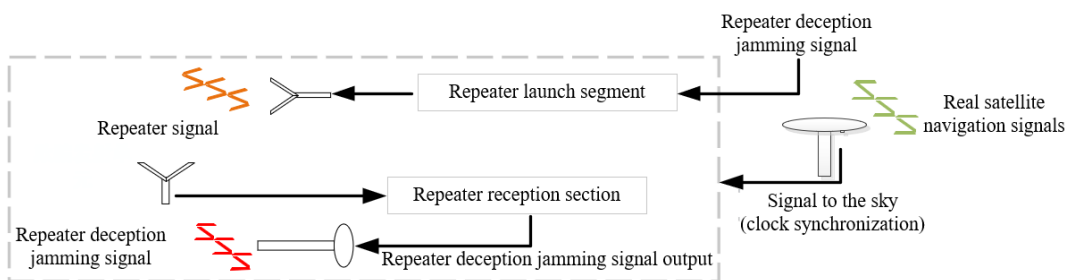 Repeater deception
jamming signal
Repeater launch segment
Real satellite
navigation signals
Repeater signal
Repeater reception section
Signal to the sky
(clock synchronization)
Repeater deception
jamming signal
Repeater deception jamming signal output